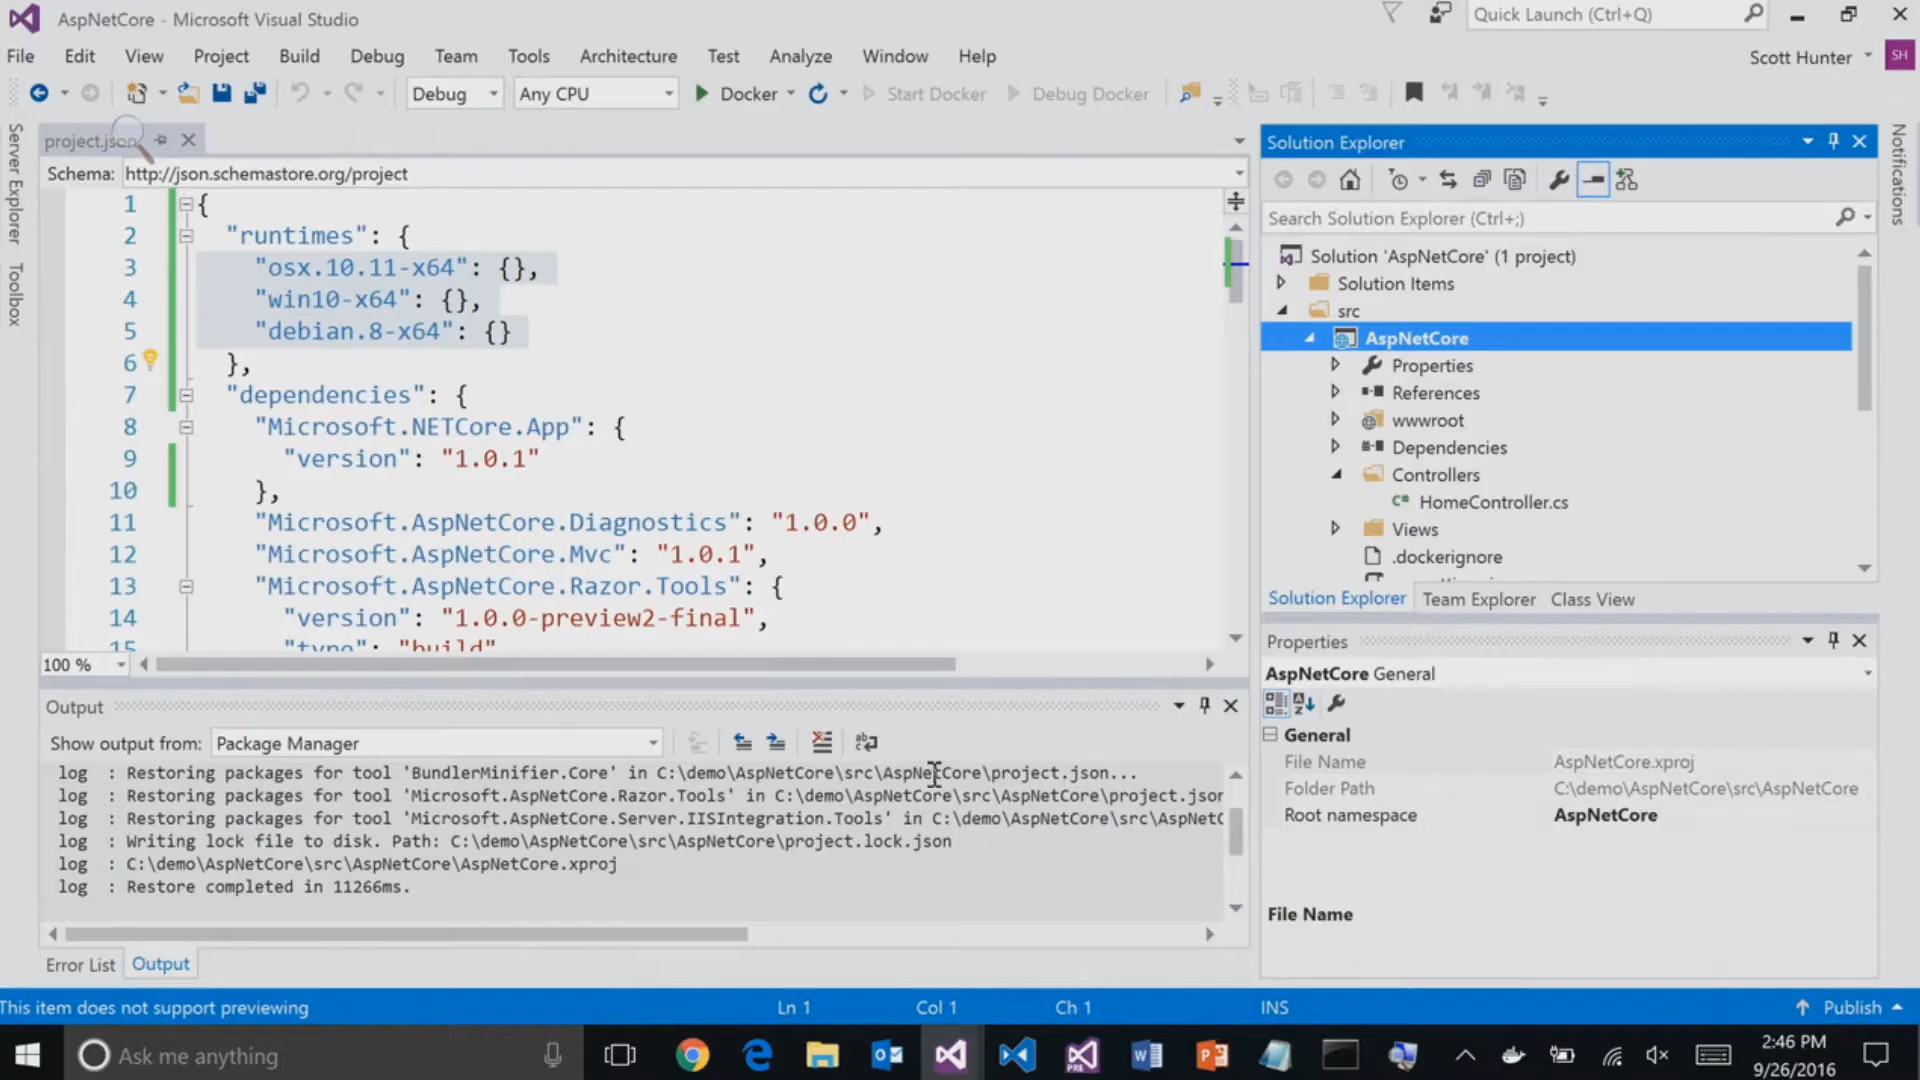 AspNetCore - Microsoft Visual Studio
Quick Launch (Ctrl+Q)
File Edit View Project Build Debug Team Tools Architecture Test Analyze Window Help
Scott Hunter
SH
Debug
Any CPU
Docker
Start Docker
Debug Docker
Server Explorer
Toolbox
project.json
Schema: http://json.schemastore.org/project
1 {
2 "runtimes": {
3 "osx.10.11-x64": {},
4 "win10-x64": {},
5 "debian.8-x64": {}
6 },
7 "dependencies": {
8 "Microsoft.NETCore.App": {
9 "version": "1.0.1"
10 },
11 "Microsoft.AspNetCore.Diagnostics": "1.0.0",
12 "Microsoft.AspNetCore.Mvc": "1.0.1",
13 "Microsoft.AspNetCore.Razor.Tools": {
14 "version": "1.0.0-preview2-final",
15 "type": "build"
100 %
Output
Show output from: Package Manager
log : Restoring packages for tool 'BundlerMinifier.Core' in C:\demo\AspNetCore\src\AspNetCore\project.json...
log : Restoring packages for tool 'Microsoft.AspNetCore.Razor.Tools' in C:\demo\AspNetCore\src\AspNetCore\project.json
log : Restoring packages for tool 'Microsoft.AspNetCore.Server.IISIntegration.Tools' in C:\demo\AspNetCore\src\AspNetC
log : Writing lock file to disk. Path: C:\demo\AspNetCore\src\AspNetCore\project.lock.json
log : C:\demo\AspNetCore\src\AspNetCore\AspNetCore.xproj
log : Restore completed in 11266ms.
Error List
Output
Solution Explorer
Search Solution Explorer (Ctrl+;)
Solution 'AspNetCore' (1 project)
Solution Items
src
AspNetCore
Properties
References
wwwroot
Dependencies
Controllers
C# HomeController.cs
Views
.dockerignore
Solution Explorer Team Explorer Class View
Properties
AspNetCore General
General
File Name AspNetCore.xproj
Folder Path C:\demo\AspNetCore\src\AspNetCore
Root namespace AspNetCore
File Name
Notifications
This item does not support previewing
Ln 1
Col 1
Ch 1
INS
Publish
Ask me anything
PRE
2:46 PM
9/26/2016